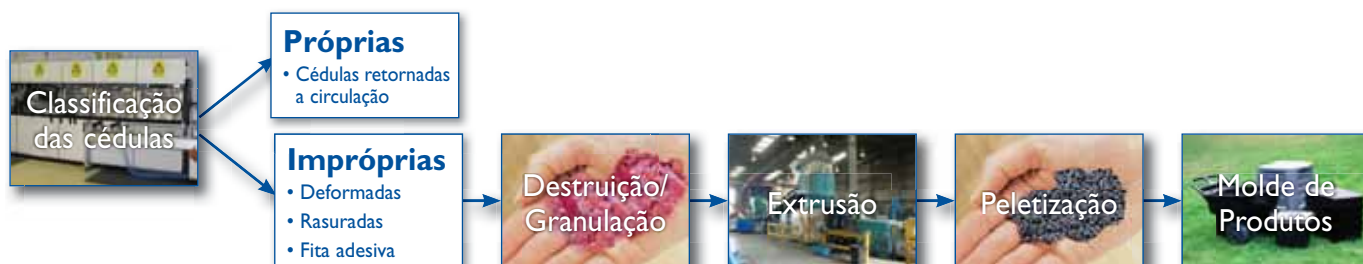 Classificação
das cédulas
Próprias
• Cédulas retornadas
a circulação
Impróprias
• Deformadas
• Rasuradas
• Fita adesiva
Destruição/
Granulação
Extrusão
Peletização
Molde de
Produtos